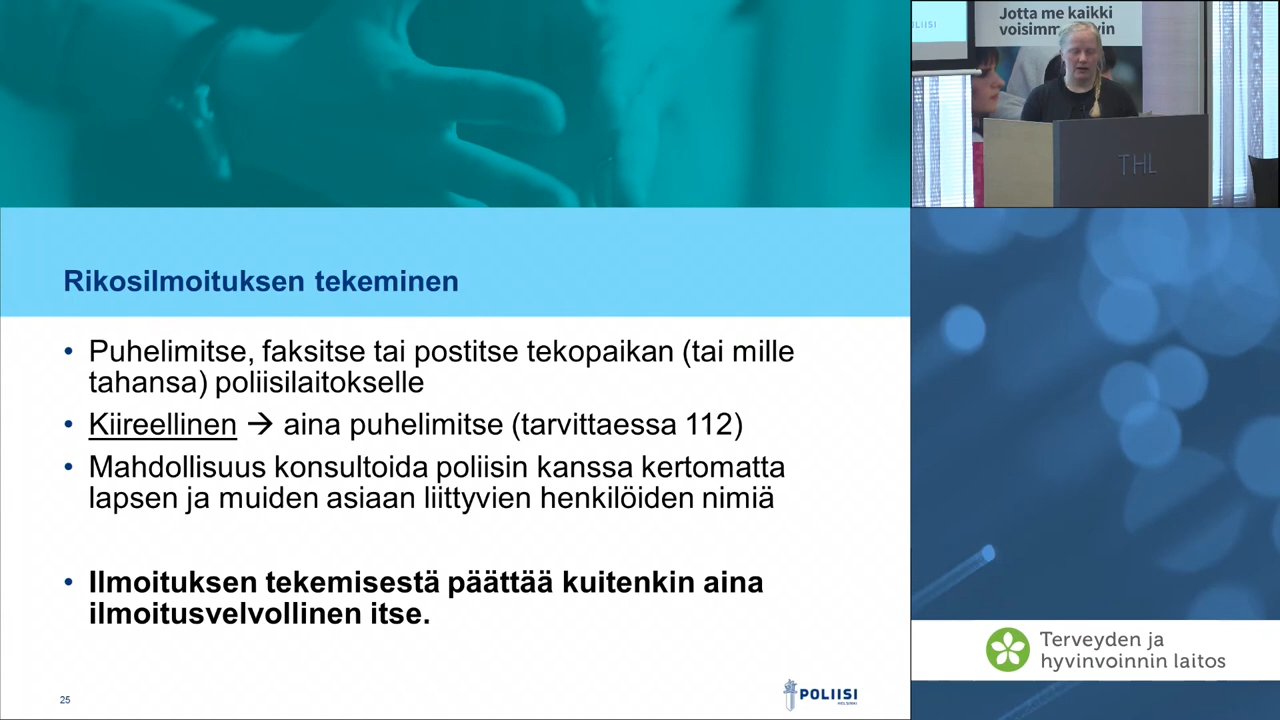 Rikosilmoituksen tekeminen
• Puhelimitse, faksitse tai postitse tekopaikan (tai mille
tahansa) poliisilaitokselle
• Kiireellinen → aina puhelimitse (tarvittaessa 112)
• Mahdollisuus konsultoida poliisin kanssa kertomatta
lapsen ja muiden asiaan liittyvien henkilöiden nimiä
• Ilmoituksen tekemisestä päättää kuitenkin aina
ilmoitusvelvollinen itse.
25
POLIISI
HELSINKI
LIISI
Jotta me kaikki
THL
Terveyden ja
hyvinvoinnin laitos